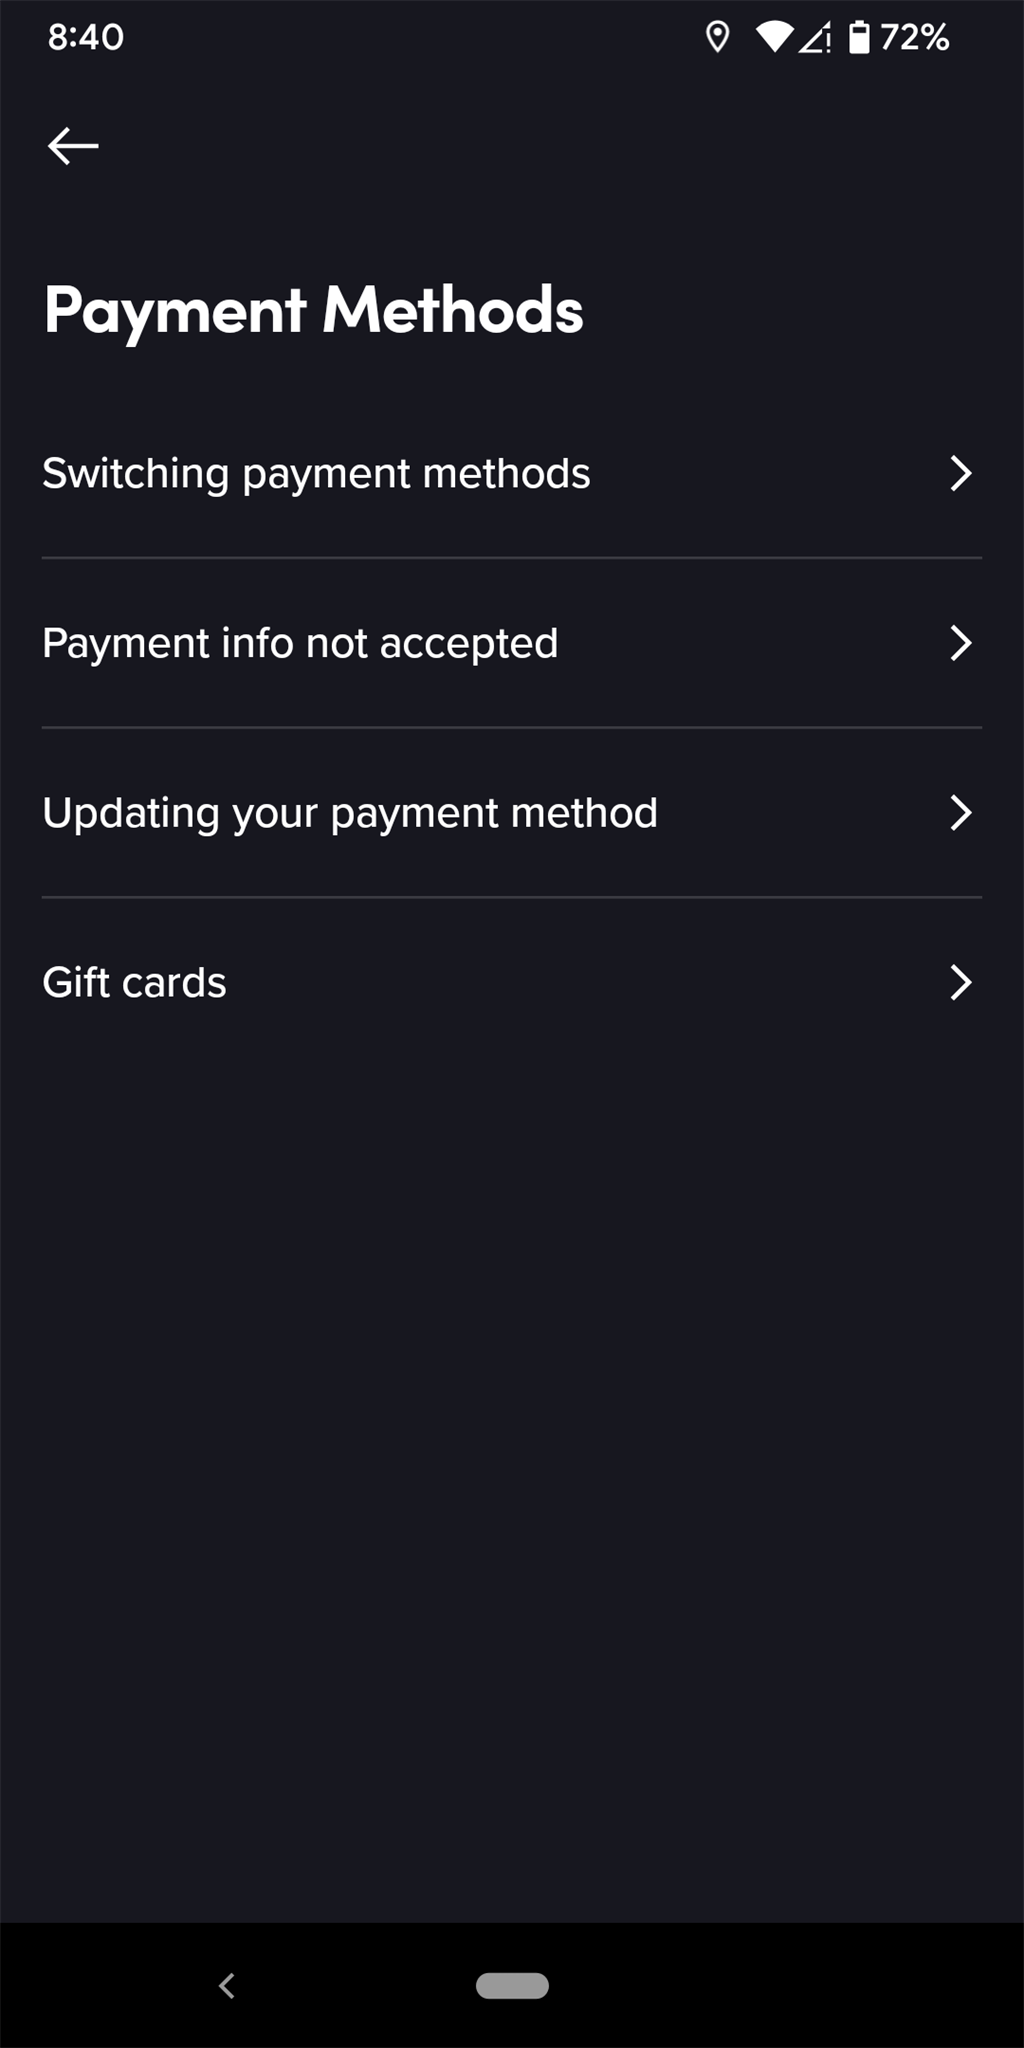 8:40 72%
Payment Methods
Switching payment methods
Payment info not accepted
Updating your payment method
Gift cards